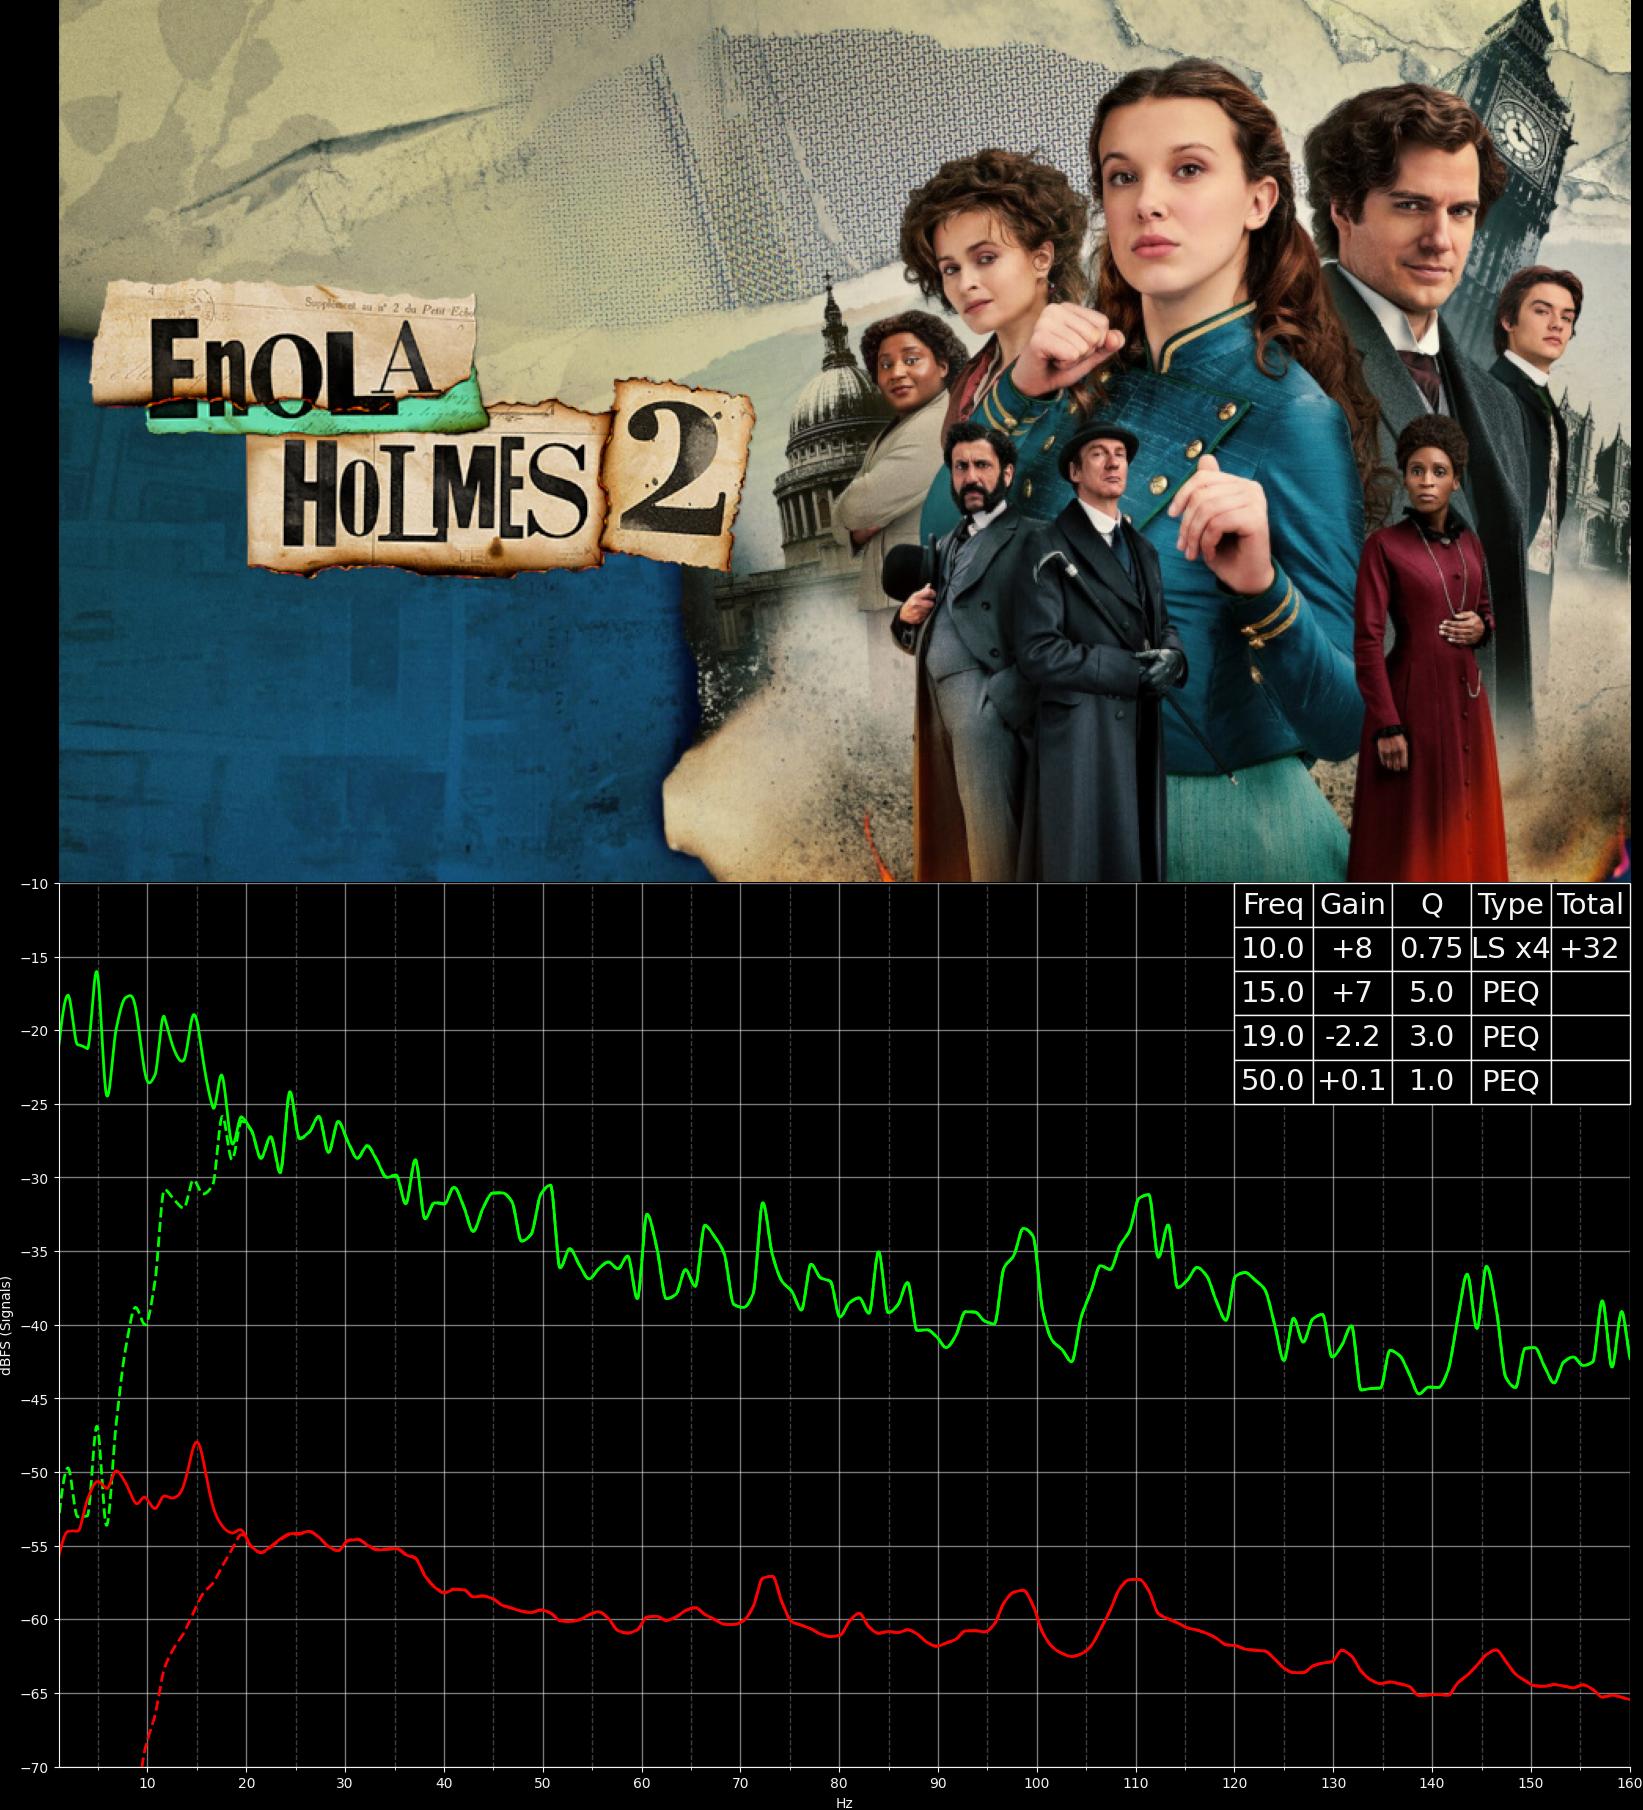 4
Supplément au nº 2 du Petit Echo
EnOLA
HoLMES 2
Freq Gain Q Type Total
10.0 +8 0.75 LS x4 +32
15.0 +7 5.0 PEQ
19.0 -2.2 3.0 PEQ
50.0 +0.1 1.0 PEQ
−10
−15
−20
−25
−30
−35
−40
−45
−50
−55
−60
−65
−70
dBFS (Signals)
10 20 30 40 50 60 70 80 90 100 110 120 130 140 150 160
Hz